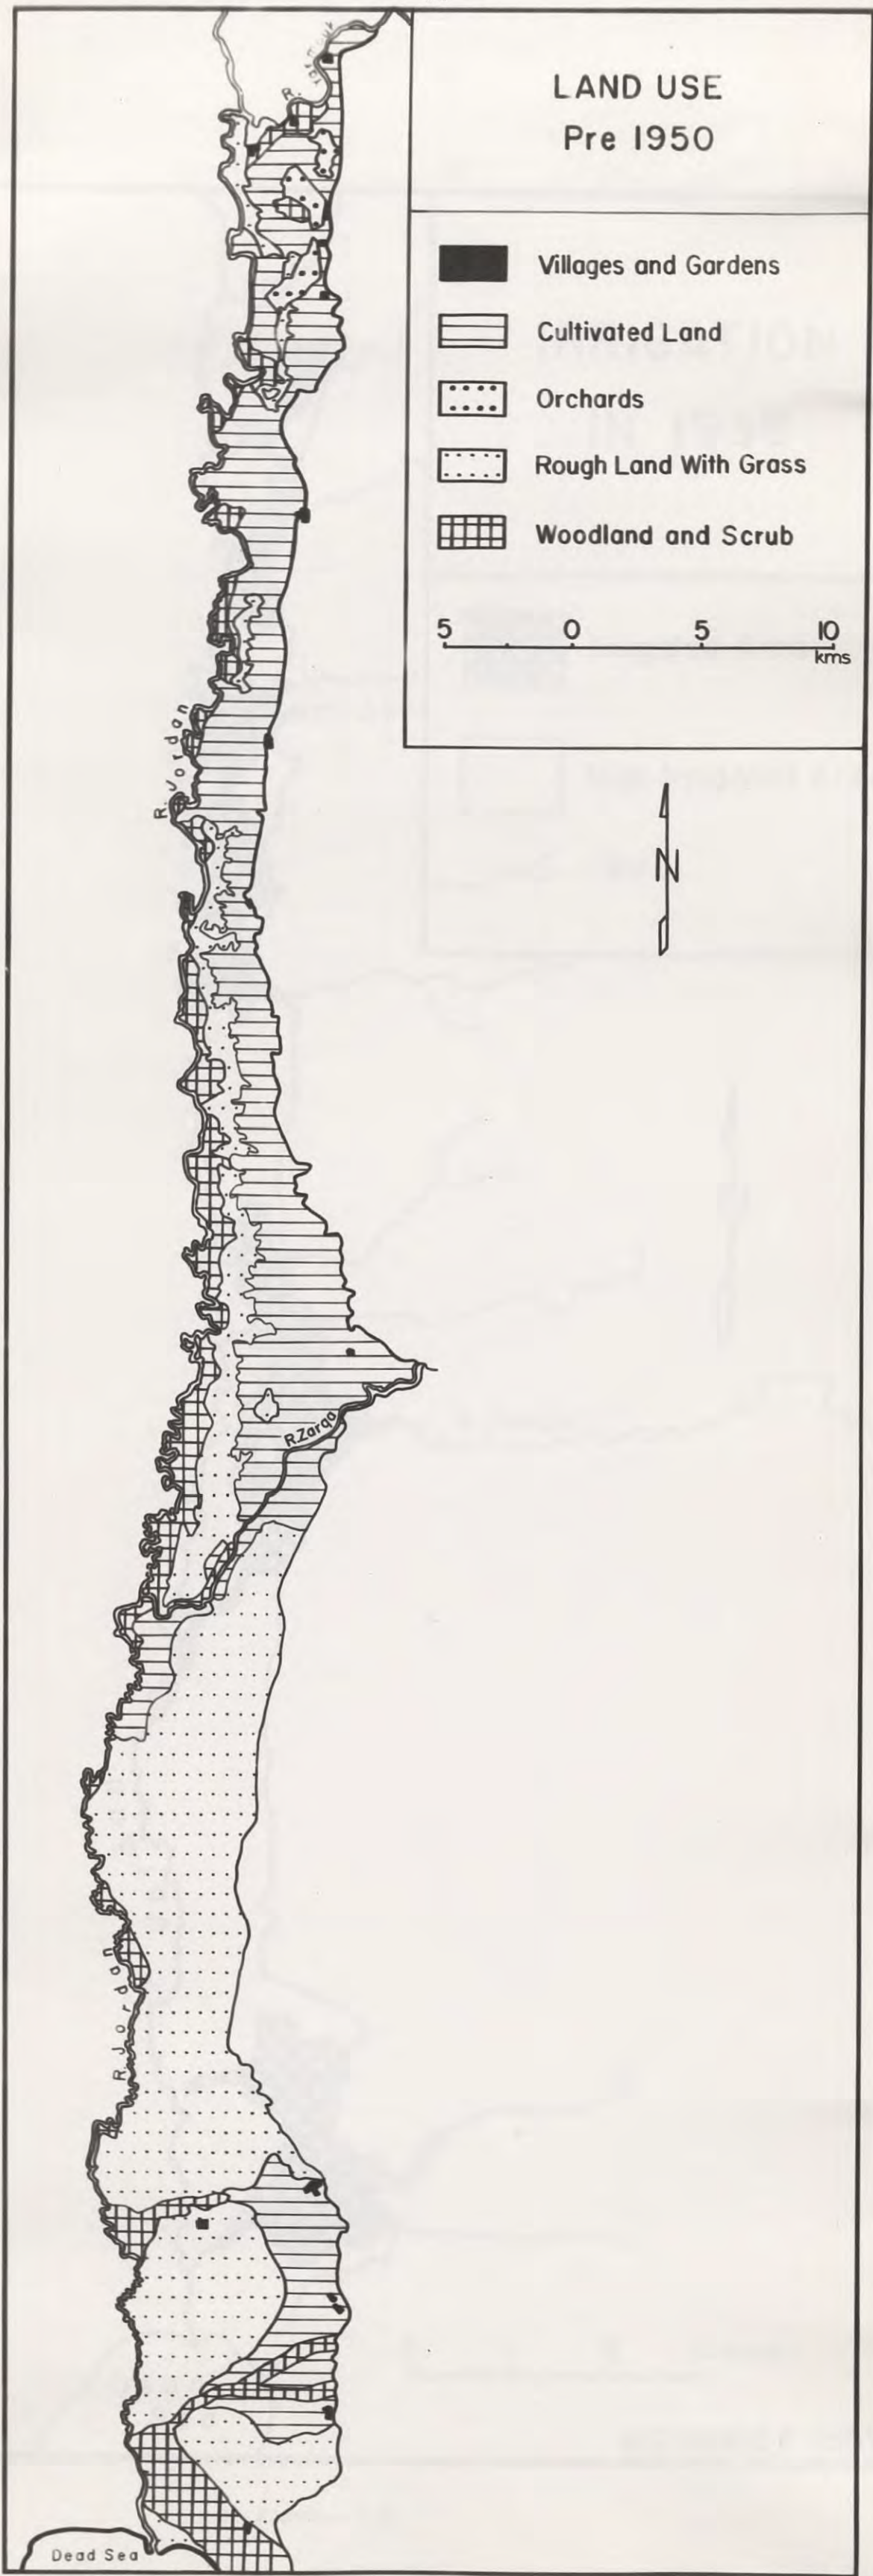 LAND USE
Pre 1950
Villages and Gardens
Cultivated Land
Orchards
Rough Land With Grass
Woodland and Scrub
5 0 5 10
kms
N
R.
R. Jordan
R.Zarqa
R.Jordan
Dead Sea